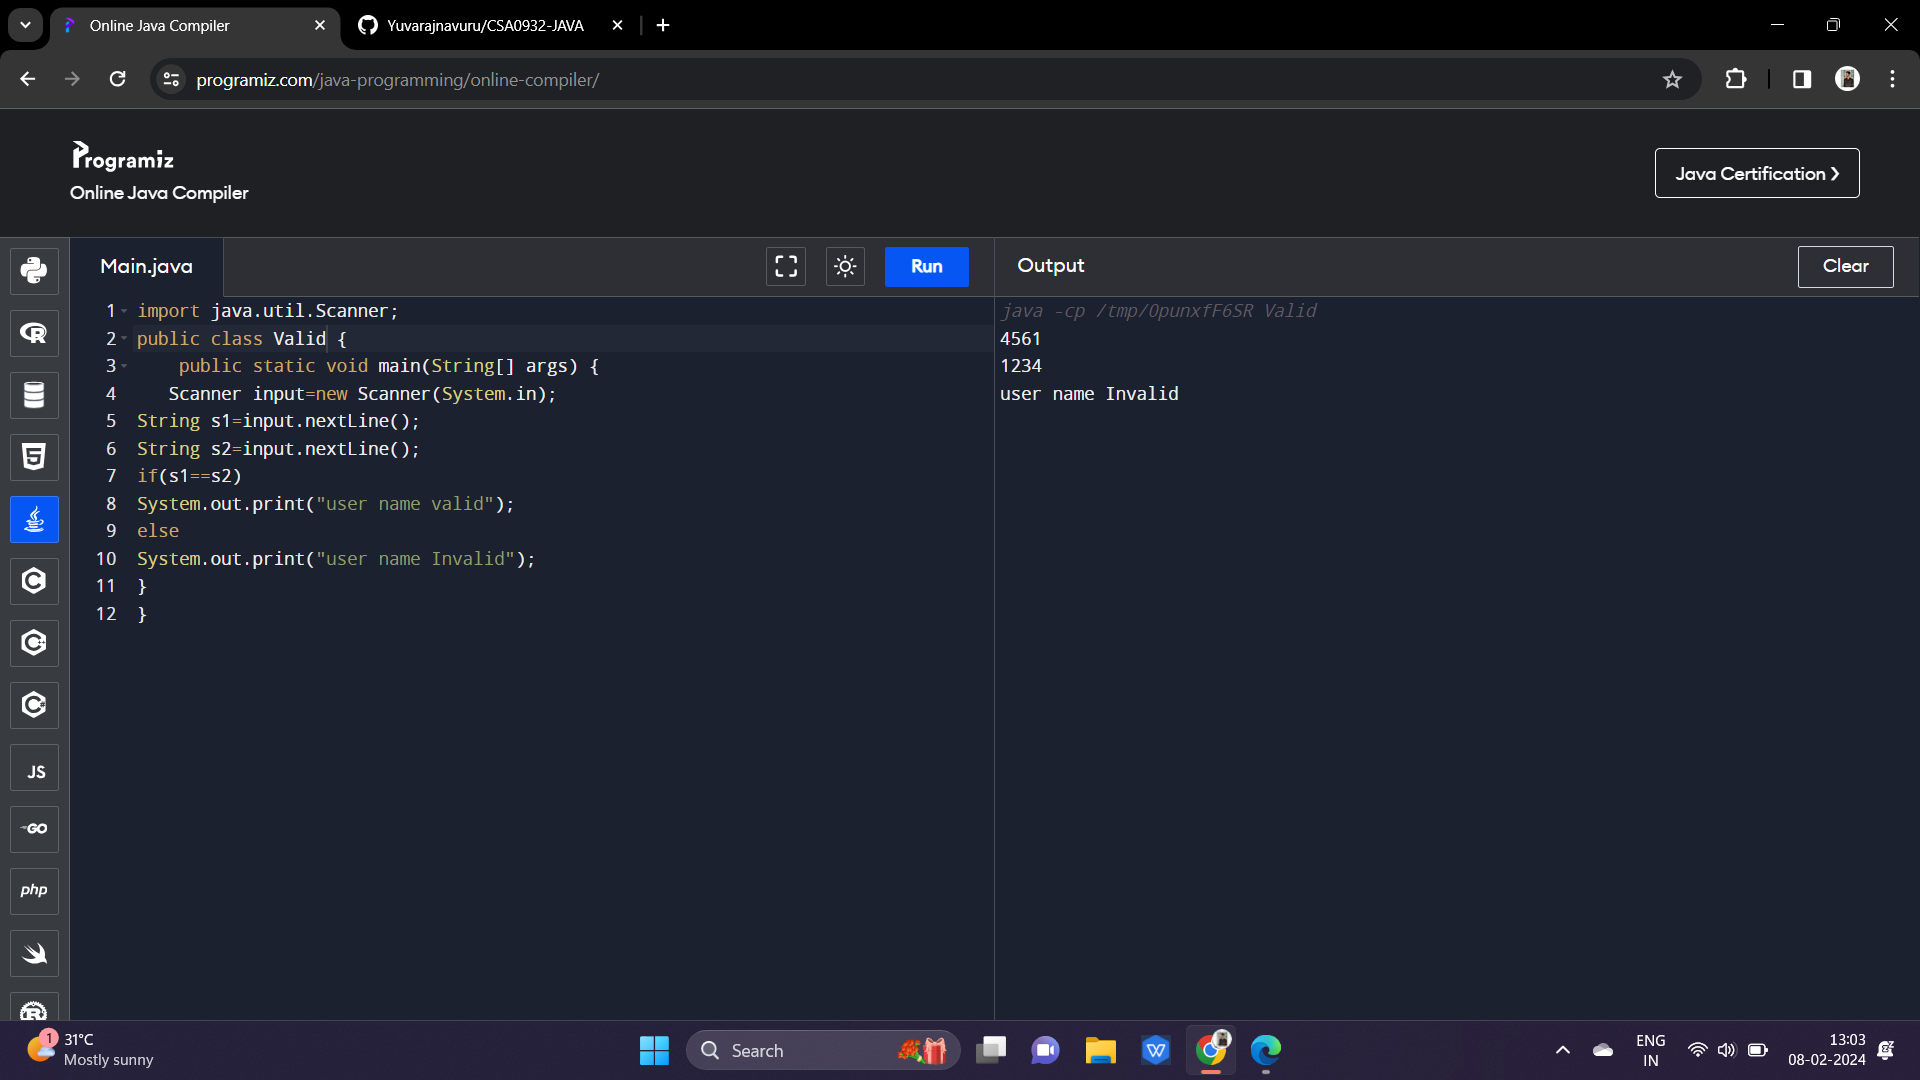 Online Java Compiler
Yuvarajnavuru/CSA0932-JAVA
programiz.com/java-programming/online-compiler/
Programiz
Online Java Compiler
Java Certification ❯
Main.java
Run
Output
Clear
1 import java.util.Scanner;
2 public class Valid {
3 public static void main(String[] args) {
4 Scanner input=new Scanner(System.in);
5 String s1=input.nextLine();
6 String s2=input.nextLine();
7 if(s1==s2)
8 System.out.print("user name valid");
9 else
10 System.out.print("user name Invalid");
11 }
12 }
java -cp /tmp/OpunxfF6SR Valid
4561
1234
user name Invalid
JS
GO
php
1
31°C
Mostly sunny
Search
ENG
IN
13:03
08-02-2024